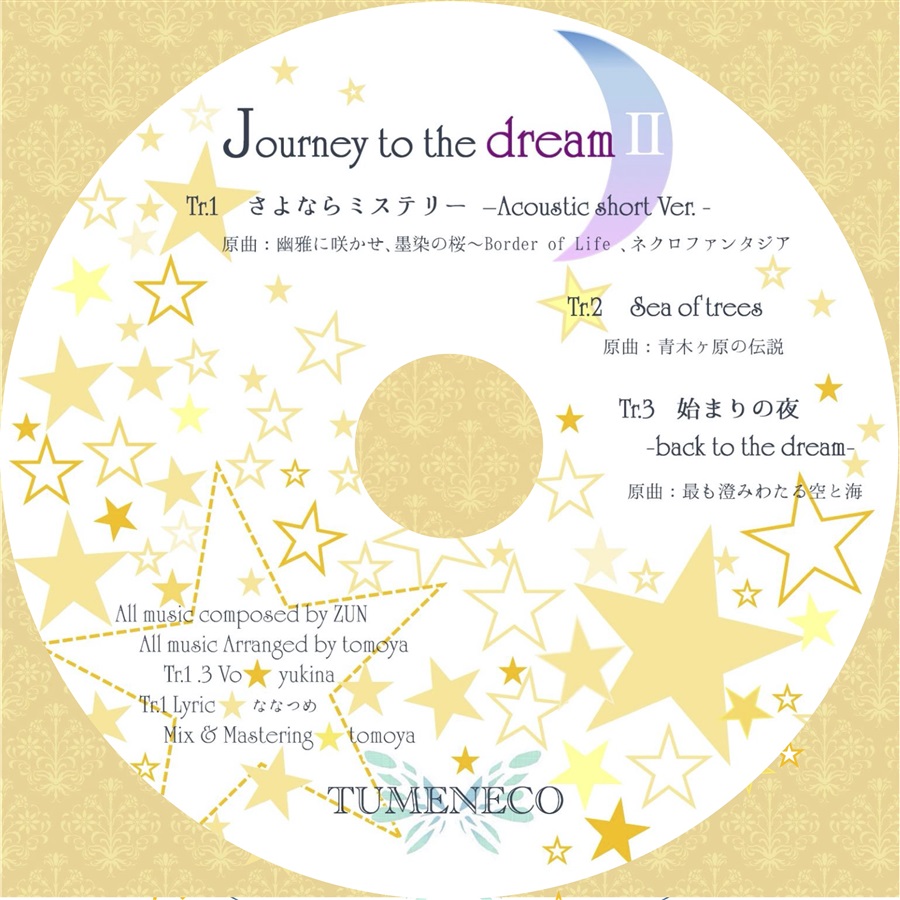 Journey to the dream II
Tr.1 さよならミステリー -Acoustic short Ver. -
原曲：幽雅に咲かせ、墨染の桜～Border of Life 、ネクロファンタジア
Tr.2 Sea of trees
原曲：青木ヶ原の伝説
Tr.3 始まりの夜
-back to the dream-
原曲：最も澄みわたる空と海
All music composed by ZUN
All music Arranged by tomoya
Tr.1 .3 Vo★ yukina
Tr.1 Lyric★ ななつめ
Mix & Mastering★tomoya
TUMENECO